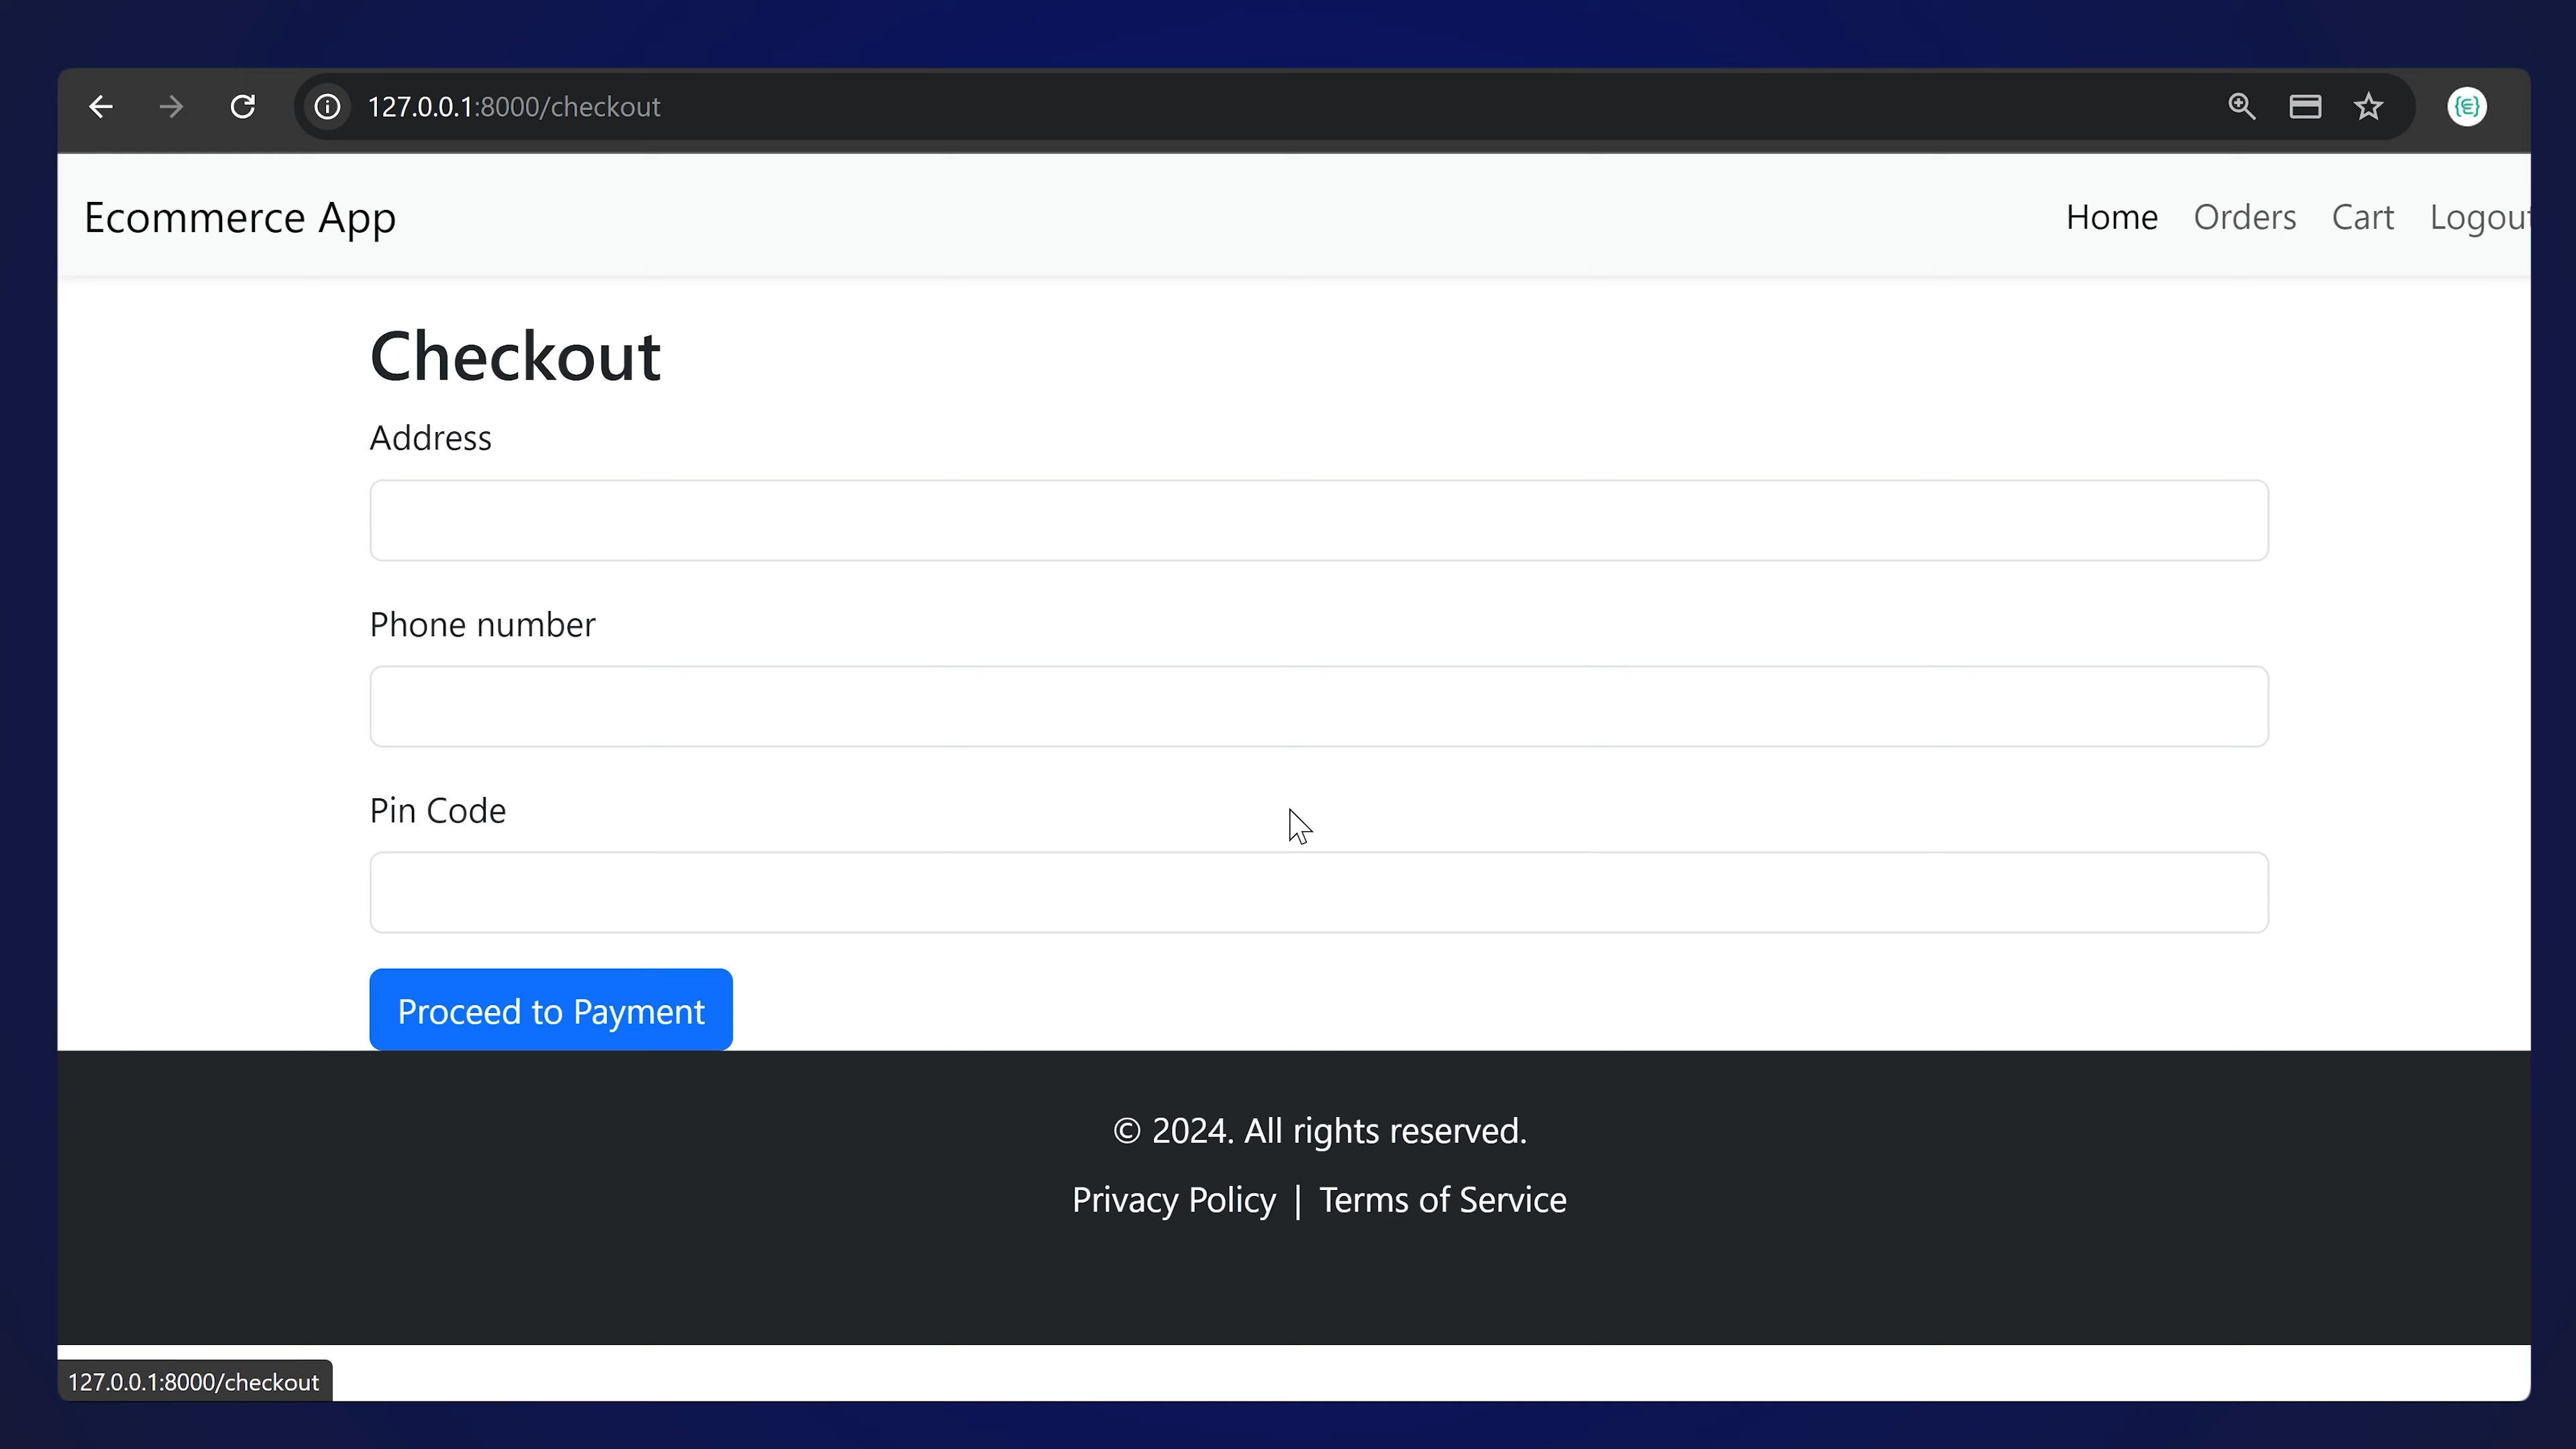 127.0.0.1:8000/checkout
Ecommerce App
Home Orders Cart Logout
Checkout
Address
Phone number
Pin Code
Proceed to Payment
© 2024. All rights reserved.
Privacy Policy | Terms of Service
127.0.0.1:8000/checkout